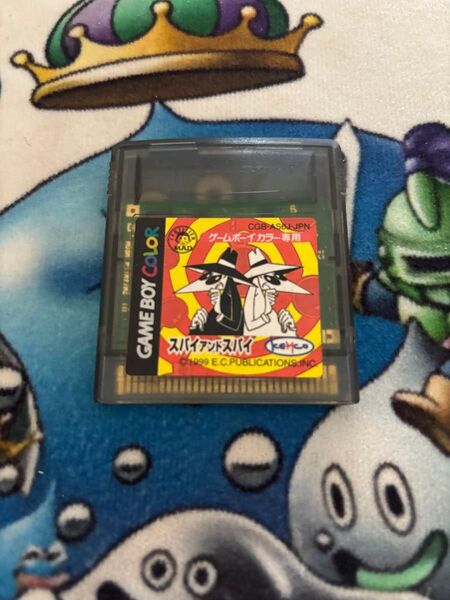 CGB-AS6J-JPN
ゲームボーイカラー専用
MAD
GAME BOY COLOR
スパイアンドスパイ
KEMCO
© 1999 E.C.PUBLICATIONS,INC.